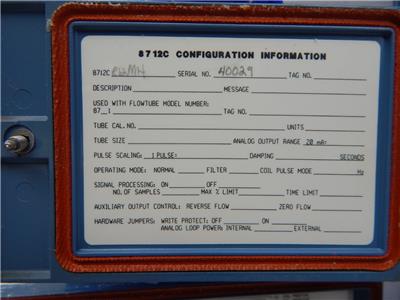 8712C CONFIGURATION INFORMATION
8712C R12M4 SERIAL NO. 40029 TAG NO.
DESCRIPTION MESSAGE
USED WITH FLOWTUBE MODEL NUMBER:
87__1 TAG NO.
TUBE CAL. NO. UNITS
TUBE SIZE ANALOG OUTPUT RANGE 20 mA=
PULSE SCALING: 1 PULSE= DAMPING SECONDS
OPERATING MODE: NORMAL FILTER COIL PULSE MODE Hz
SIGNAL PROCESSING: ON OFF
NO. OF SAMPLES MAX % LIMIT TIME LIMIT
AUXILIARY OUTPUT CONTROL: REVERSE FLOW ZERO FLOW
HARDWARE JUMPERS: WRITE PROTECT: OFF ON
ANALOG LOOP POWER: INTERNAL EXTERNAL